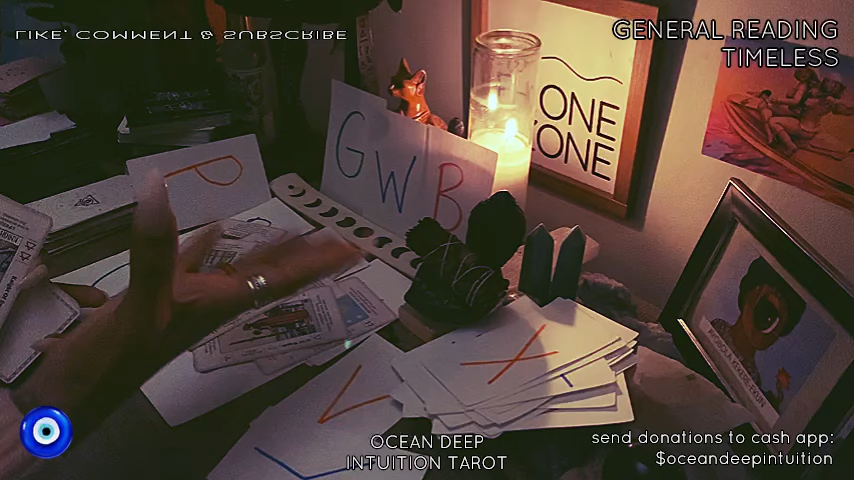 LIKE, COMMENT & SUBSCRIBE
GENERAL READING
TIMELESS
ONE
ONE
G W B
P
X
V
OCEAN DEEP
INTUITION TAROT
send donations to cash app:
$oceandeepintuition